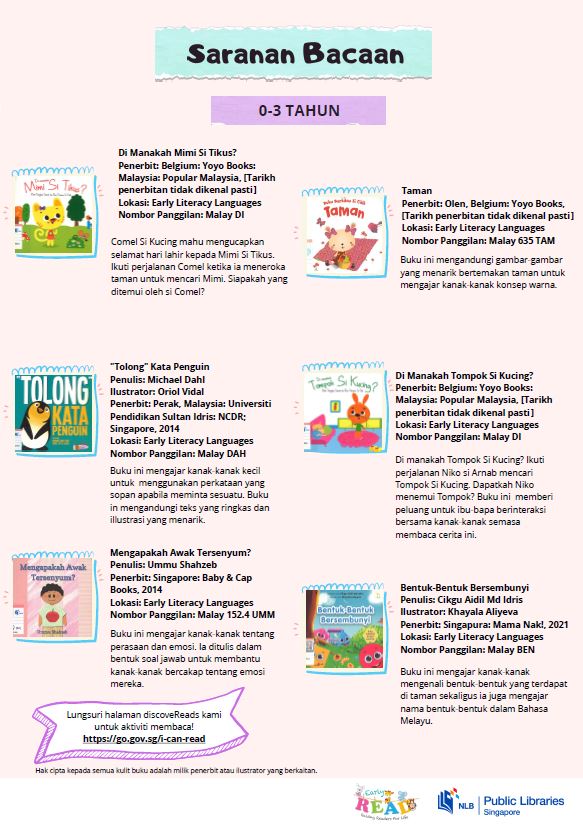 Saranan Bacaan
0-3 TAHUN
Di Manakah Mimi Si Tikus?
Penerbit: Belgium: Yoyo Books:
Malaysia: Popular Malaysia, [Tarikh
penerbitan tidak dikenal pasti]
Lokasi: Early Literacy Languages
Nombor Panggilan: Malay DI
Comel Si Kucing mahu mengucapkan
selamat hari lahir kepada Mimi Si Tikus.
Ikuti perjalanan Comel ketika ia meneroka
taman untuk mencari Mimi. Siapakah yang
ditemui oleh si Comel?
Mimi Si Tikus?
Taman
Taman
Penerbit: Olen, Belgium: Yoyo Books,
[Tarikh penerbitan tidak dikenal pasti]
Lokasi: Early Literacy Languages
Nombor Panggilan: Malay 635 TAM
Buku ini mengandungi gambar-gambar
yang menarik bertemakan taman untuk
mengajar kanak-kanak konsep warna.
TOLONG
KATA
PENGUIN
"Tolong" Kata Penguin
Penulis: Michael Dahl
Ilustrator: Oriol Vidal
Penerbit: Perak, Malaysia: Universiti
Pendidikan Sultan Idris: NCDR;
Singapore, 2014
Lokasi: Early Literacy Languages
Nombor Panggilan: Malay DAH
Buku ini mengajar kanak-kanak kecil
untuk menggunakan perkataan yang
sopan apabila meminta sesuatu. Buku
in mengandungi teks yang ringkas dan
illustrasi yang menarik.
Tompok Si Kucing?
Di Manakah Tompok Si Kucing?
Penerbit: Belgium: Yoyo Books:
Malaysia: Popular Malaysia, [Tarikh
penerbitan tidak dikenal pasti]
Lokasi: Early Literacy Languages
Nombor Panggilan: Malay DI
Di manakah Tompok Si Kucing? Ikuti
perjalanan Niko si Arnab mencari
Tompok Si Kucing. Dapatkah Niko
menemui Tompok? Buku ini memberi
peluang untuk ibu-bapa berinteraksi
bersama kanak-kanak semasa
membaca cerita ini.
Mengapakah Awak
Tersenyum?
Ummu Shahzeb
Mengapakah Awak Tersenyum?
Penulis: Ummu Shahzeb
Penerbit: Singapore: Baby & Cap
Books, 2014
Lokasi: Early Literacy Languages
Nombor Panggilan: Malay 152.4 UMM
Buku ini mengajar kanak-kanak tentang
perasaan dan emosi. Ia ditulis dalam
bentuk soal jawab untuk membantu
kanak-kanak bercakap tentang emosi
mereka.
Bentuk-Bentuk
Bersembunyi
Bentuk-Bentuk Bersembunyi
Penulis: Cikgu Aidil Md Idris
Ilustrator: Khayala Aliyeva
Penerbit: Singapura: Mama Nak!, 2021
Lokasi: Early Literacy Languages
Nombor Panggilan: Malay BEN
Buku ini mengajar kanak-kanak
mengenali bentuk-bentuk yang terdapat
di taman sekaligus ia juga mengajar
nama bentuk-bentuk dalam Bahasa
Melayu.
Lungsuri halaman discoveReads kami
untuk aktiviti membaca!
https://go.gov.sg/i-can-read
Hak cipta kepada semua kulit buku adalah milik penerbit atau ilustrator yang berkaitan.
Early
READ
Building Readers For Life
NLB
Public Libraries
Singapore